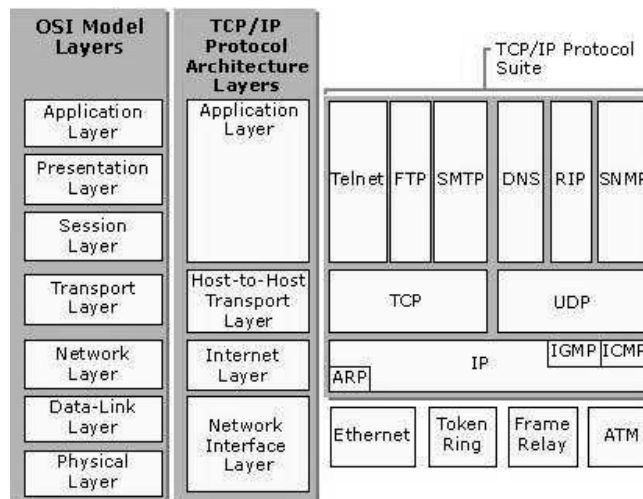 OSI Model
Layers
Application
Layer
Presentation
Layer
Session
Layer
Transport
Layer
Network
Layer
Data-Link
Layer
Physical
Layer
TCP/IP
Protocol
Architecture
Layers
Application
Layer
Host-to-Host
Transport
Layer
Internet
Layer
Network
Interface
Layer
TCP/IP Protocol
Suite
Telnet FTP SMTP DNS RIP SNMP
TCP UDP
IGMP ICMP
IP
ARP
Ethernet
Token
Ring
Frame
Relay
ATM